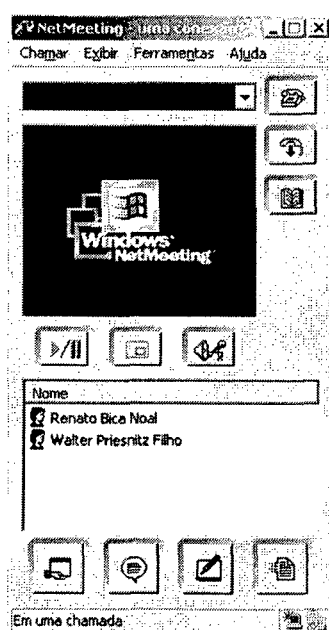 NetMeeting - uma conexão
Chamar Exibir Ferramentas Ajuda
Windows
NetMeeting
Nome
Renato Bica Noal
Walter Priesnitz Filho
Em uma chamada